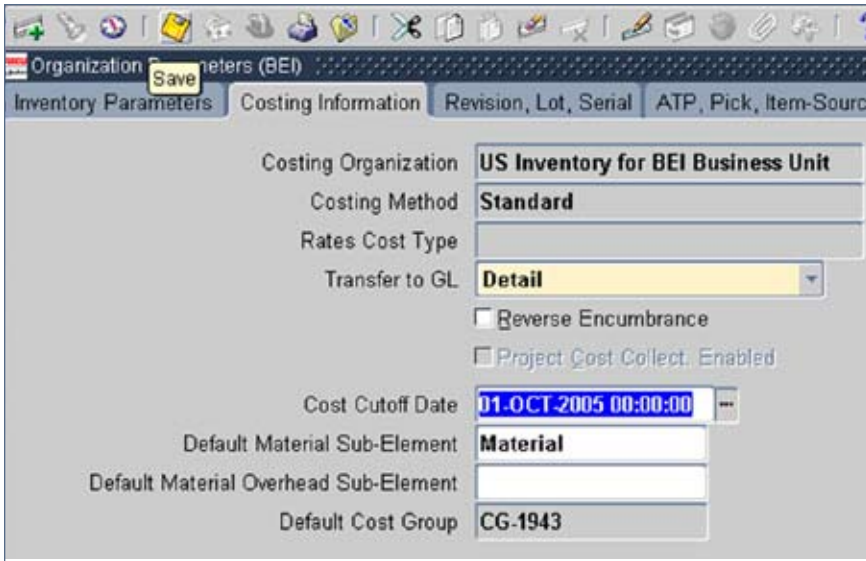 Organization
meters (BEI)
Save
Inventory Parameters
Costing Information
Revision, Lot, Serial
ATP, Pick, Item-Sourc
Costing Organization US Inventory for BEI Business Unit
Costing Method Standard
Rates Cost Type
Transfer to GL Detail
Reverse Encumbrance
Project Cost Collect. Enabled
Cost Cutoff Date 01-OCT-2005 00:00:00 ...
Default Material Sub-Element Material
Default Material Overhead Sub-Element
Default Cost Group CG-1943